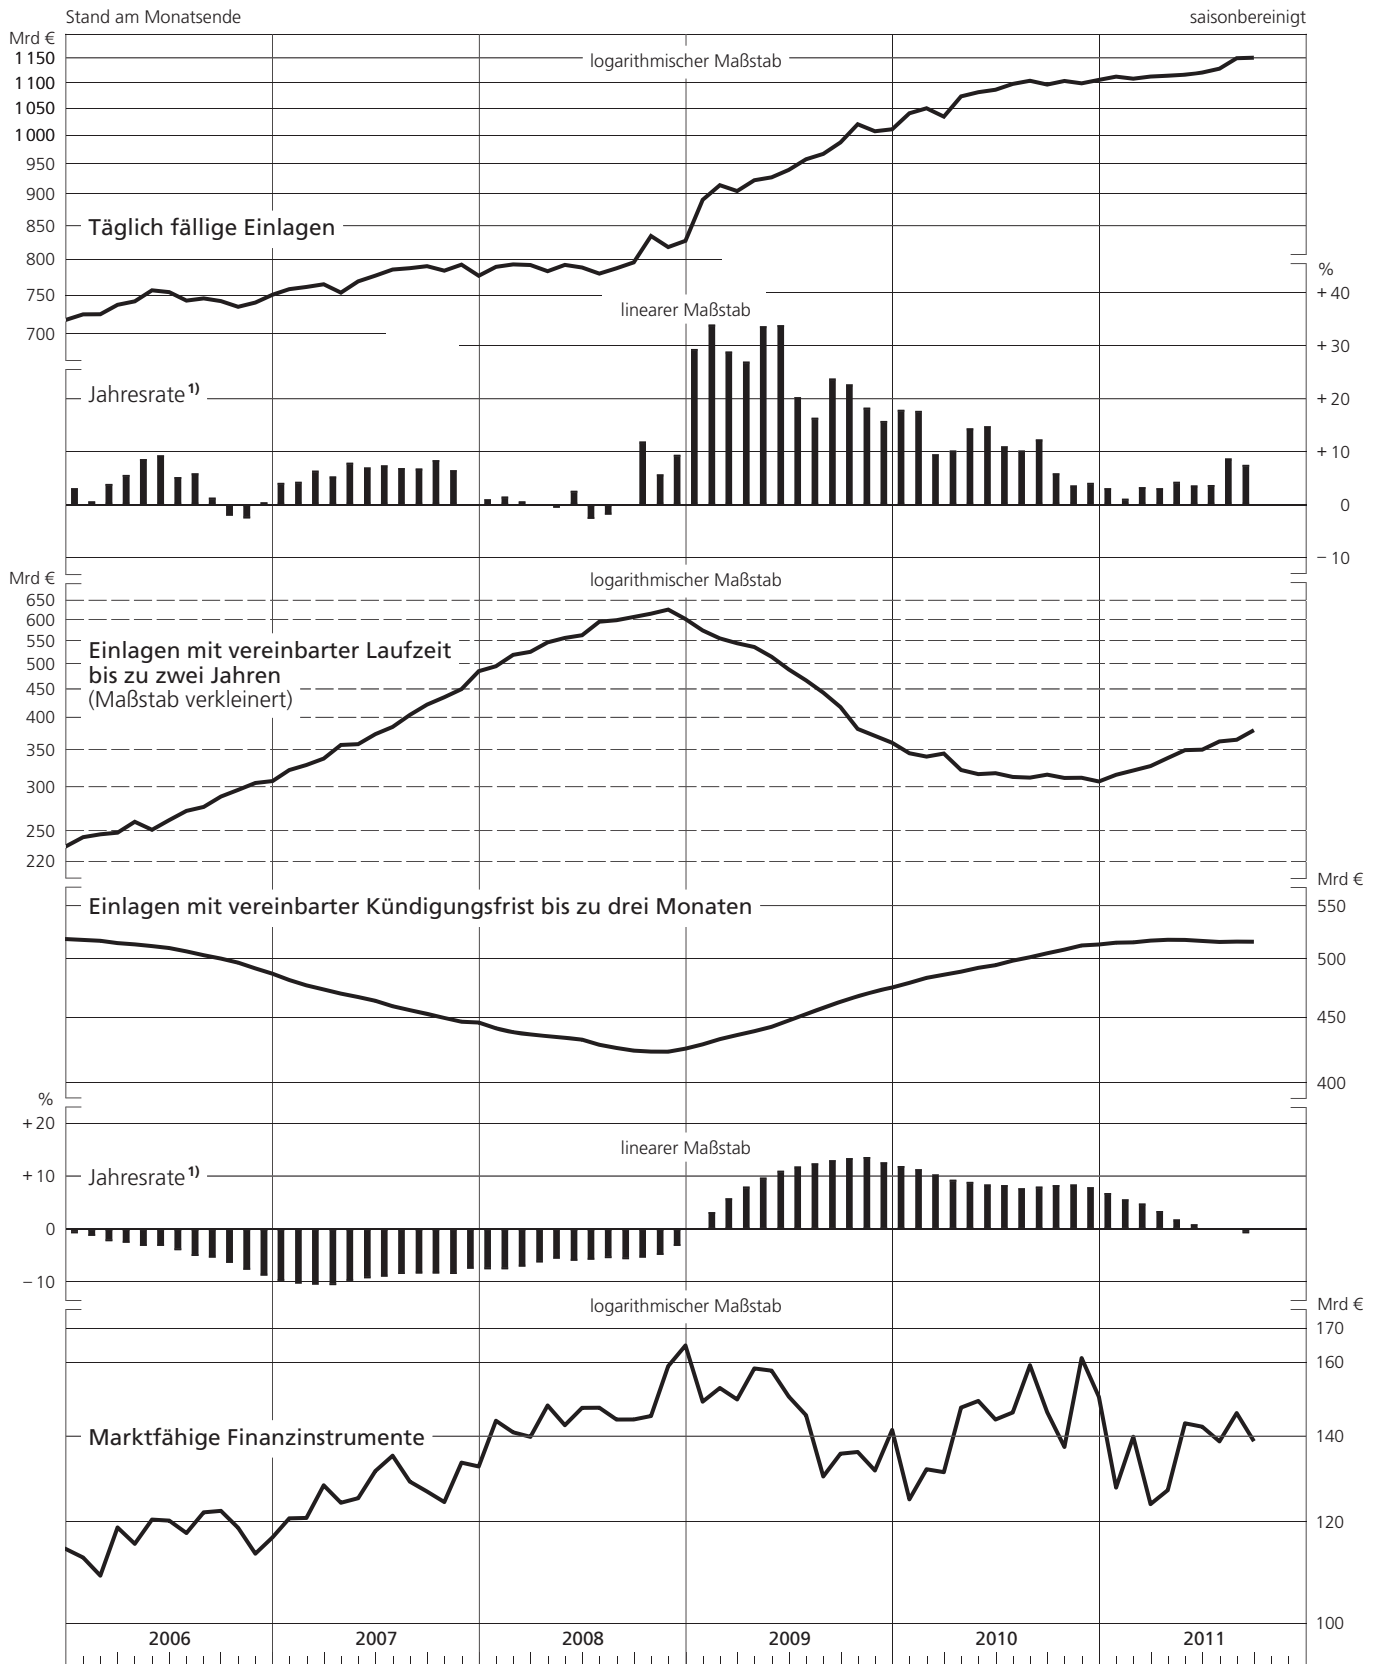 Stand am Monatsende
saisonbereinigt
Mrd €
logarithmischer Maßstab
1 150
1 100
1 050
1 000
950
900
850
800
750
700
Täglich fällige Einlagen
%
+ 40
+ 30
+ 20
+ 10
0
– 10
linearer Maßstab
Jahresrate 1)
Mrd €
logarithmischer Maßstab
650
600
550
500
450
400
350
300
250
220
Einlagen mit vereinbarter Laufzeit
bis zu zwei Jahren
(Maßstab verkleinert)
Mrd €
Einlagen mit vereinbarter Kündigungsfrist bis zu drei Monaten
550
500
450
400
%
+ 20
+ 10
0
– 10
linearer Maßstab
Jahresrate 1)
logarithmischer Maßstab
Mrd €
170
160
140
120
100
Marktfähige Finanzinstrumente
2006 2007 2008 2009 2010 2011